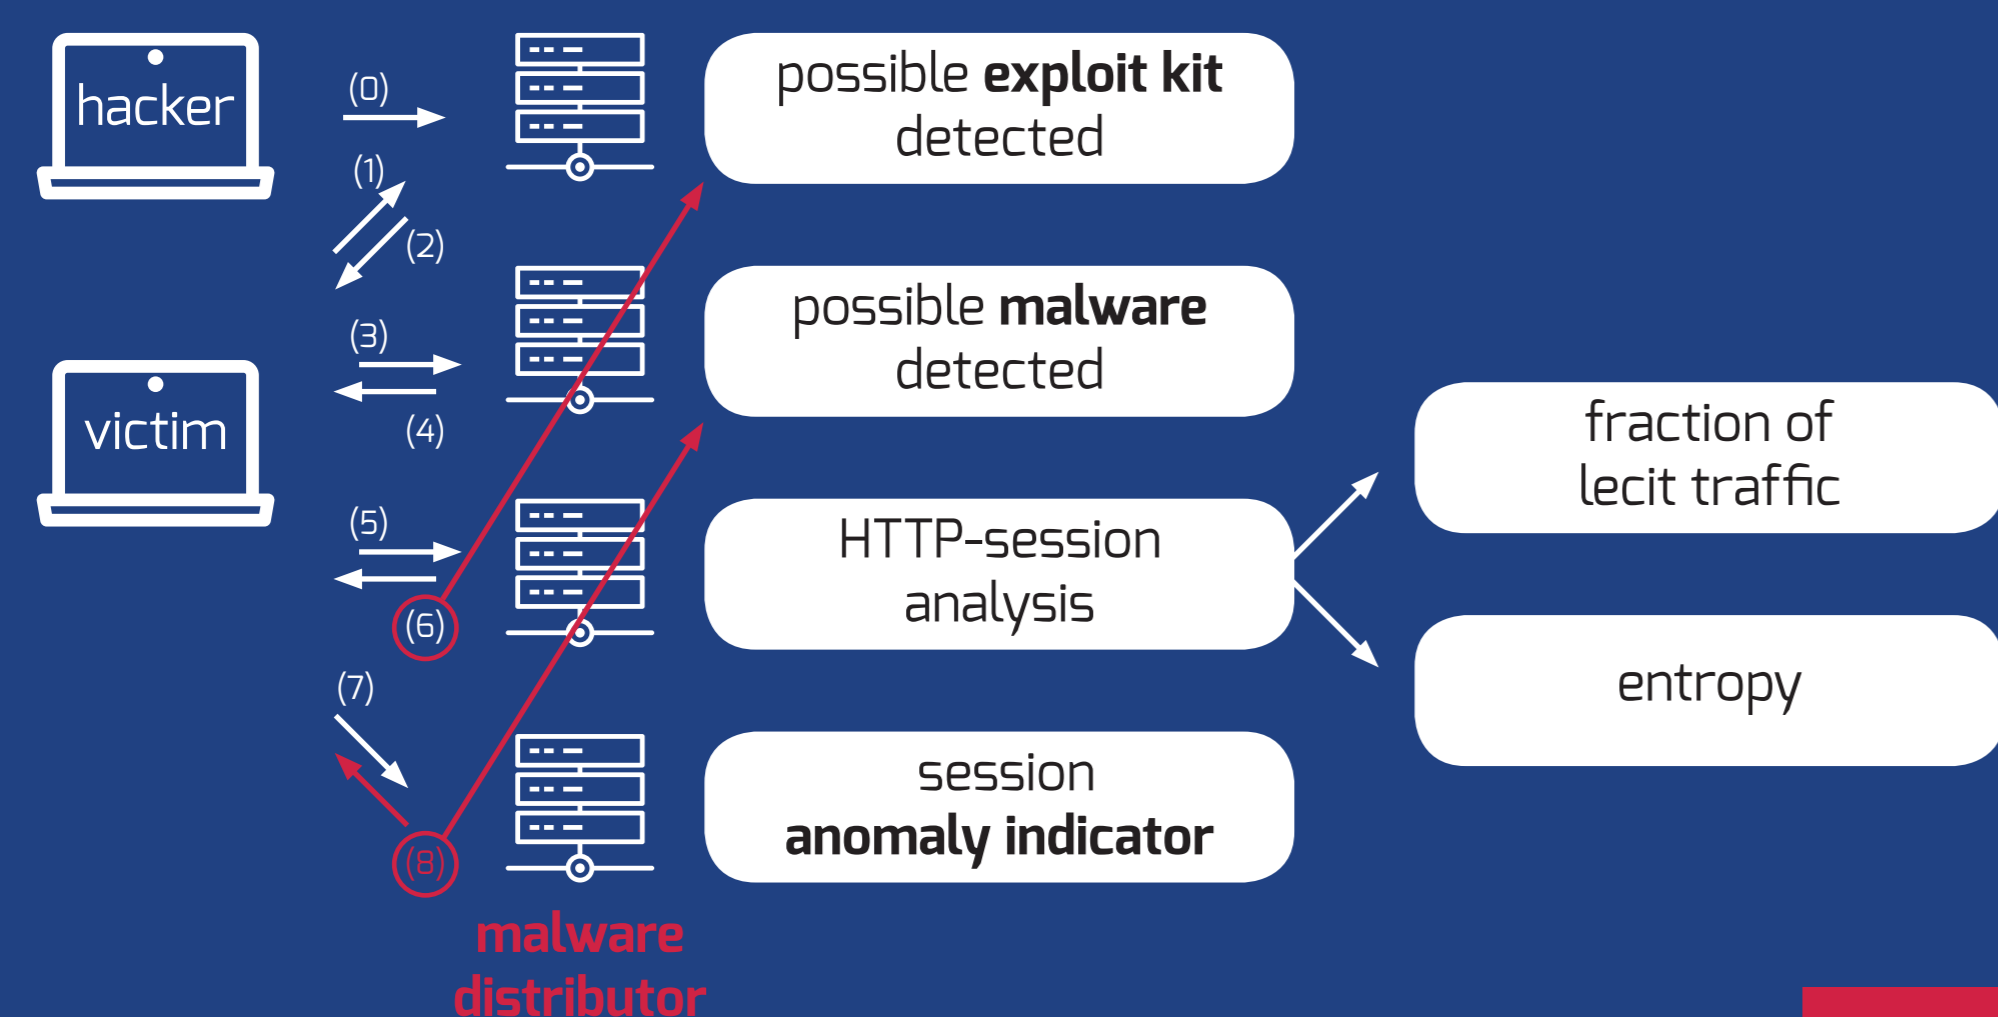 hacker
(0)
possible exploit kit
detected
(1)
(2)
possible malware
detected
(3)
(4)
victim
fraction of
lecit traffic
HTTP-session
analysis
(5)
(6)
entropy
(7)
session
anomaly indicator
(8)
malware
distributor